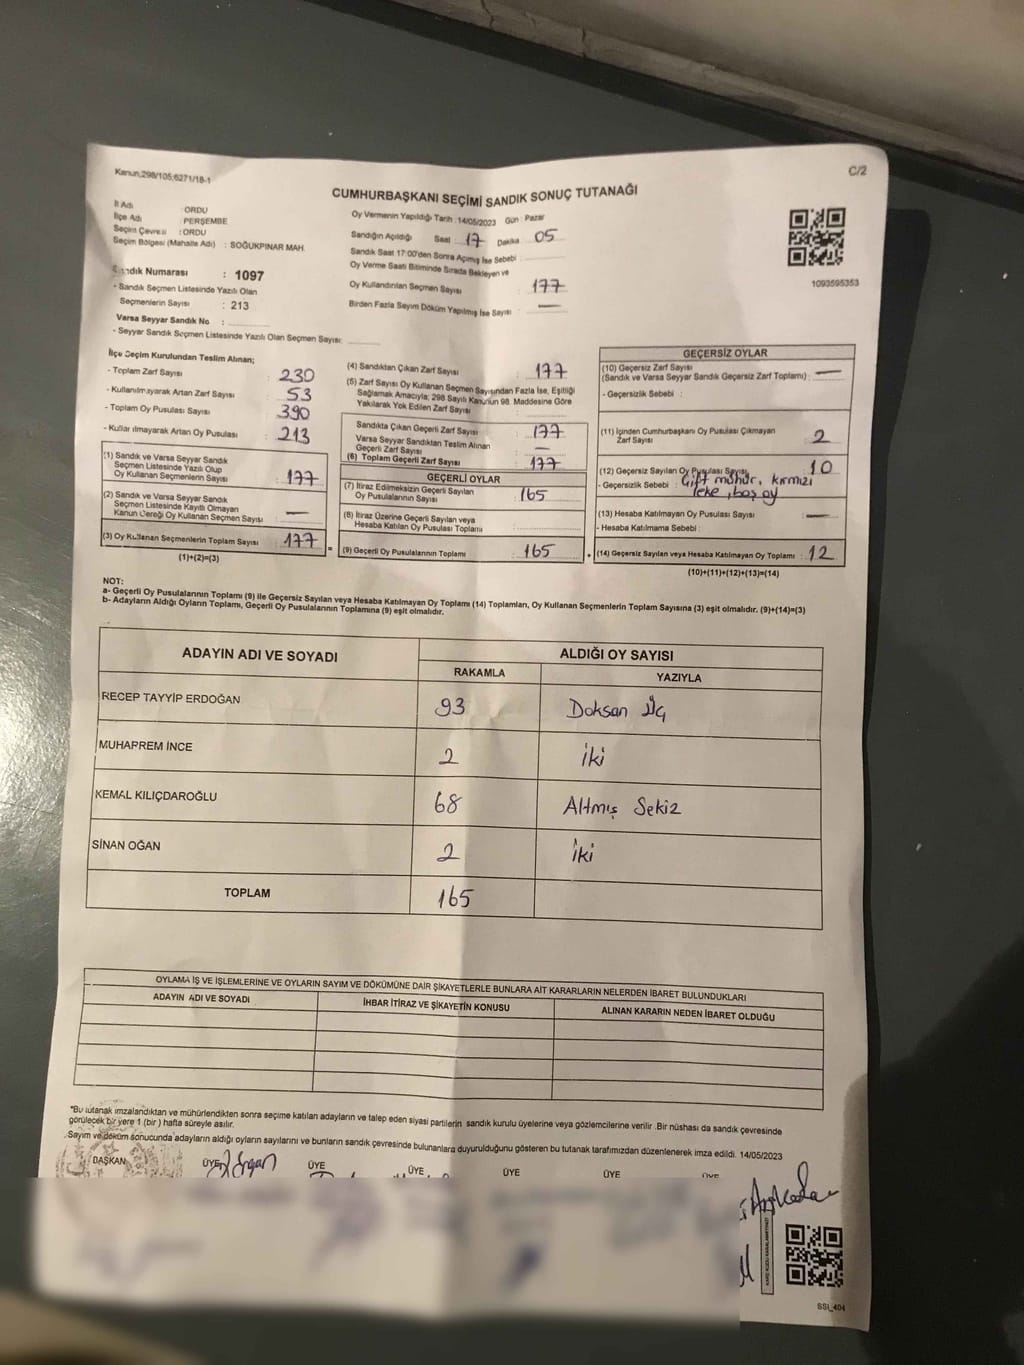 Kanun;298/105;6271/18-1
C/2
CUMHURBAŞKANI SEÇİMİ SANDIK SONUÇ TUTANAĞI
İl Adı : ORDU
İlçe Adı : PERŞEMBE
Seçim Çevresi : ORDU
Seçim Bölgesi (Mahalle Adı) : SOĞUKPINAR MAH.
Sandık Numarası : 1097
- Sandık Seçmen Listesinde Yazılı Olan
Seçmenlerin Sayısı : 213
Varsa Seyyar Sandık No :
- Seyyar Sandık Seçmen Listesinde Yazılı Olan Seçmen Sayısı:
Oy Vermenin Yapıldığı Tarih :14/05/2023 Gün : Pazar
Sandığın Açıldığı Saat 17 Dakika 05
Sandık Saat 17:00'den Sonra Açılmış İse Sebebi :
Oy Verme Saati Bitiminde Sırada Bekleyen ve
Oy Kullandırılan Seçmen Sayısı : 177
Birden Fazla Sayım Döküm Yapılmış İse Sayısı : —
1093595353
İlçe Seçim Kurulundan Teslim Alınan;
- Toplam Zarf Sayısı : 230
- Kullanılmayarak Artan Zarf Sayısı : 53
- Toplam Oy Pusulası Sayısı : 390
- Kullanılmayarak Artan Oy Pusulası : 213
(1) Sandık ve Varsa Seyyar Sandık
Seçmen Listesinde Yazılı Olup
Oy Kullanan Seçmenlerin Sayısı : 177
(2) Sandık ve Varsa Seyyar Sandık
Seçmen Listesinde Kayıtlı Olmayan
Kanun Gereği Oy Kullanan Seçmen Sayısı : —
(3) Oy Kullanan Seçmenlerin Toplam Sayısı : 177
(1)+(2)=(3)
(4) Sandıktan Çıkan Zarf Sayısı : 177
(5) Zarf Sayısı Oy Kullanan Seçmen Sayısından Fazla İse, Eşitliği
Sağlamak Amacıyla; 298 Sayılı Kanunun 98. Maddesine Göre
Yakılarak Yok Edilen Zarf Sayısı :
Sandıkta Çıkan Geçerli Zarf Sayısı : 177
Varsa Seyyar Sandıktan Teslim Alınan
Geçerli Zarf Sayısı : —
(6) Toplam Geçerli Zarf Sayısı : 177
GEÇERLİ OYLAR
(7) İtiraz Edilmeksizin Geçerli Sayılan
Oy Pusulalarının Sayısı : 165
(8) İtiraz Üzerine Geçerli Sayılan veya
Hesaba Katılan Oy Pusulası Toplamı :
= (9) Geçerli Oy Pusulalarının Toplamı : 165
GEÇERSİZ OYLAR
(10) Geçersiz Zarf Sayısı
(Sandık ve Varsa Seyyar Sandık Geçersiz Zarf Toplamı) : —
- Geçersizlik Sebebi :
(11) İçinden Cumhurbaşkanı Oy Pusulası Çıkmayan
Zarf Sayısı : 2
(12) Geçersiz Sayılan Oy Pusulası Sayısı : 10
- Geçersizlik Sebebi : Çift mühür, kırmızı
leke, boş oy
(13) Hesaba Katılmayan Oy Pusulası Sayısı : —
- Hesaba Katılmama Sebebi :
+ (14) Geçersiz Sayılan veya Hesaba Katılmayan Oy Toplamı : 12
(10)+(11)+(12)+(13)=(14)
NOT:
a- Geçerli Oy Pusulalarının Toplamı (9) ile Geçersiz Sayılan veya Hesaba Katılmayan Oy Toplamı (14) Toplamları, Oy Kullanan Seçmenlerin Toplam Sayısına (3) eşit olmalıdır. (9)+(14)=(3)
b- Adayların Aldığı Oyların Toplamı, Geçerli Oy Pusulalarının Toplamına (9) eşit olmalıdır.
ADAYIN ADI VE SOYADI ALDIĞI OY SAYISI
RAKAMLA YAZIYLA
RECEP TAYYİP ERDOĞAN 93 Doksan Üç
MUHARREM İNCE 2 İki
KEMAL KILIÇDAROĞLU 68 Altmış Sekiz
SİNAN OĞAN 2 İki
TOPLAM 165
OYLAMA İŞ VE İŞLEMLERİNE VE OYLARIN SAYIM VE DÖKÜMÜNE DAİR ŞİKAYETLERLE BUNLARA AİT KARARLARIN NELERDEN İBARET BULUNDUKLARI
ADAYIN ADI VE SOYADI İHBAR İTİRAZ VE ŞİKAYETİN KONUSU ALINAN KARARIN NEDEN İBARET OLDUĞU
*Bu tutanak imzalandıktan ve mühürlendikten sonra seçime katılan adayların ve talep eden siyasi partilerin sandık kurulu üyelerine veya gözlemcilerine verilir .Bir nüshası da sandık çevresinde
görülecek bir yere 1 (bir ) hafta süreyle asılır.
Sayım ve döküm sonucunda adayların aldığı oyların sayılarını ve bunların sandık çevresinde bulunanlara duyurulduğunu gösteren bu tutanak tarafımızdan düzenlenerek imza edildi. 14/05/2023
BAŞKAN ÜYE ÜYE ÜYE ÜYE ÜYE ÜYE
SSI_404